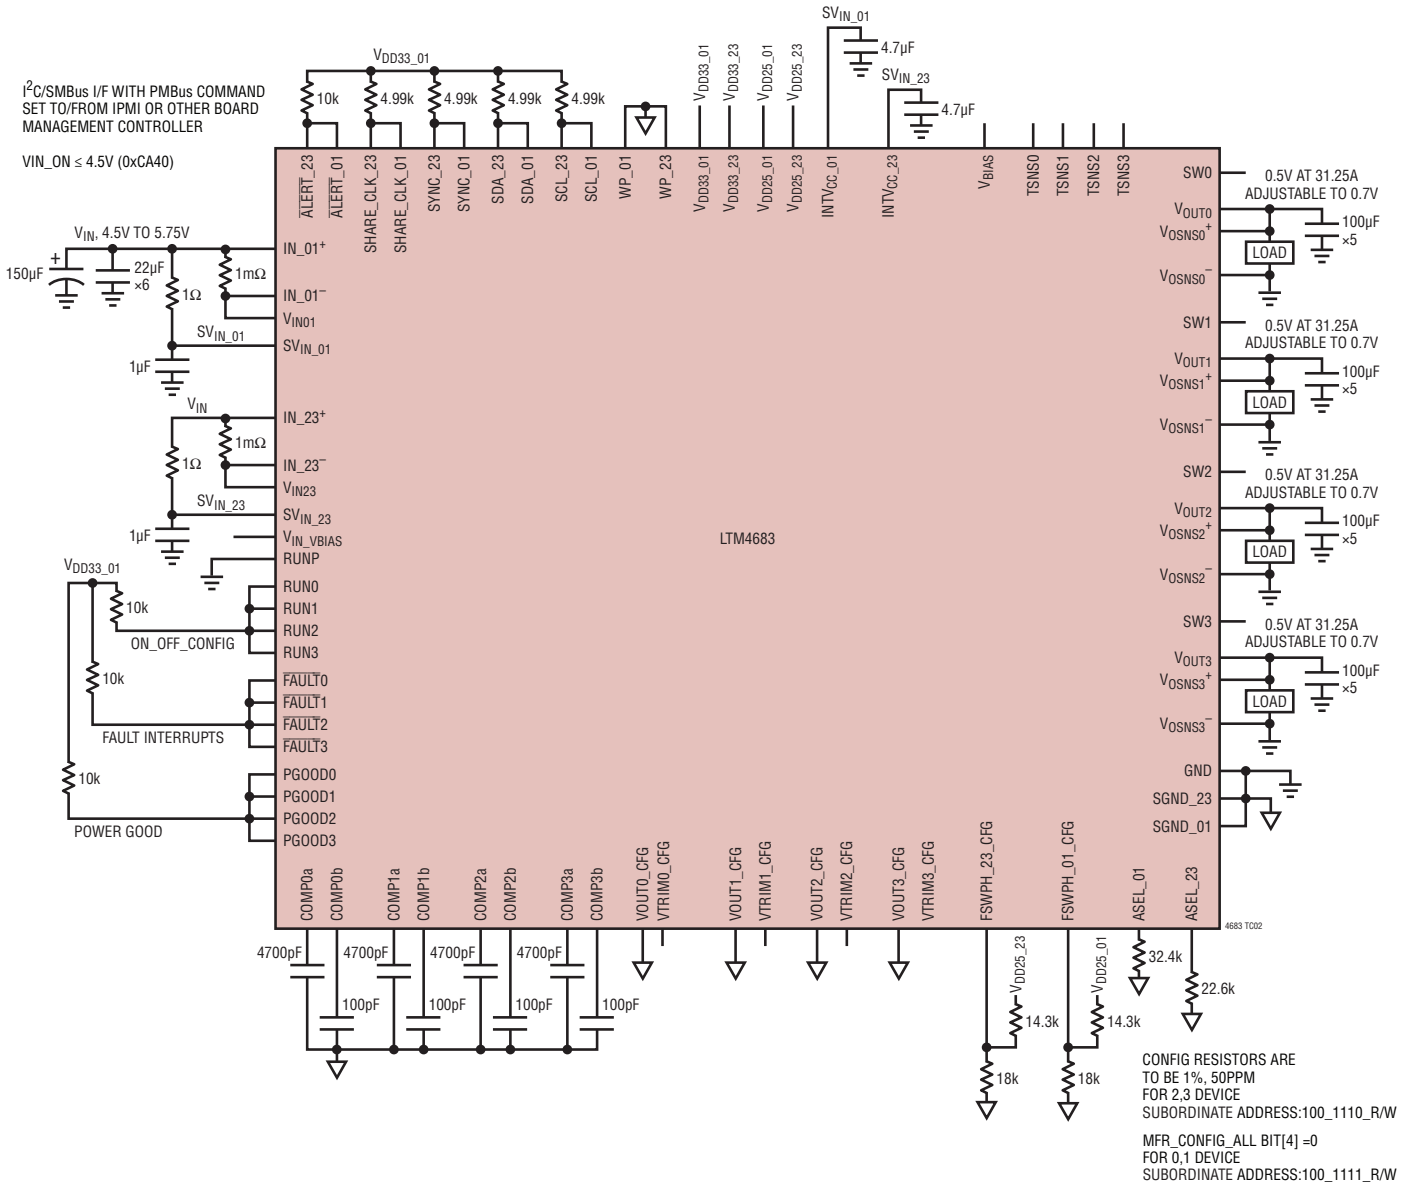 I²C/SMBus I/F WITH PMBus COMMAND
SET TO/FROM IPMI OR OTHER BOARD
MANAGEMENT CONTROLLER
VIN_ON ≤ 4.5V (0xCA40)
VDD33_01
10k
4.99k
4.99k
4.99k
4.99k
VDD33_01
VDD33_23
VDD25_01
VDD25_23
SVIN_01
4.7µF
SVIN_23
4.7µF
ALERT_23
ALERT_01
SHARE_CLK_23
SHARE_CLK_01
SYNC_23
SYNC_01
SDA_23
SDA_01
SCL_23
SCL_01
WP_01
WP_23
VDD33_01
VDD33_23
VDD25_01
VDD25_23
INTVCC_01
INTVCC_23
VBIAS
TSNS0
TSNS1
TSNS2
TSNS3
VIN, 4.5V TO 5.75V
+
150µF
22µF
×6
1Ω
1mΩ
SVIN_01
1µF
VIN
1Ω
1mΩ
SVIN_23
1µF
VDD33_01
10k
ON_OFF_CONFIG
10k
FAULT INTERRUPTS
10k
POWER GOOD
IN_01+
IN_01–
VIN01
SVIN_01
IN_23+
IN_23–
VIN23
SVIN_23
VIN_VBIAS
RUNP
RUN0
RUN1
RUN2
RUN3
FAULT0
FAULT1
FAULT2
FAULT3
PGOOD0
PGOOD1
PGOOD2
PGOOD3
LTM4683
SW0
VOUT0
VOSNS0+
VOSNS0–
SW1
VOUT1
VOSNS1+
VOSNS1–
SW2
VOUT2
VOSNS2+
VOSNS2–
SW3
VOUT3
VOSNS3+
VOSNS3–
GND
SGND_23
SGND_01
0.5V AT 31.25A
ADJUSTABLE TO 0.7V
100µF
×5
LOAD
0.5V AT 31.25A
ADJUSTABLE TO 0.7V
100µF
×5
LOAD
0.5V AT 31.25A
ADJUSTABLE TO 0.7V
100µF
×5
LOAD
0.5V AT 31.25A
ADJUSTABLE TO 0.7V
100µF
×5
LOAD
COMP0a
COMP0b
COMP1a
COMP1b
COMP2a
COMP2b
COMP3a
COMP3b
VOUT0_CFG
VTRIM0_CFG
VOUT1_CFG
VTRIM1_CFG
VOUT2_CFG
VTRIM2_CFG
VOUT3_CFG
VTRIM3_CFG
FSWPH_23_CFG
FSWPH_01_CFG
ASEL_01
ASEL_23
4683 TC02
4700pF
4700pF
4700pF
4700pF
100pF
100pF
100pF
100pF
VDD25_23
14.3k
18k
VDD25_01
14.3k
18k
32.4k
22.6k
CONFIG RESISTORS ARE
TO BE 1%, 50PPM
FOR 2,3 DEVICE
SUBORDINATE ADDRESS:100_1110_R/W
MFR_CONFIG_ALL BIT[4] =0
FOR 0,1 DEVICE
SUBORDINATE ADDRESS:100_1111_R/W